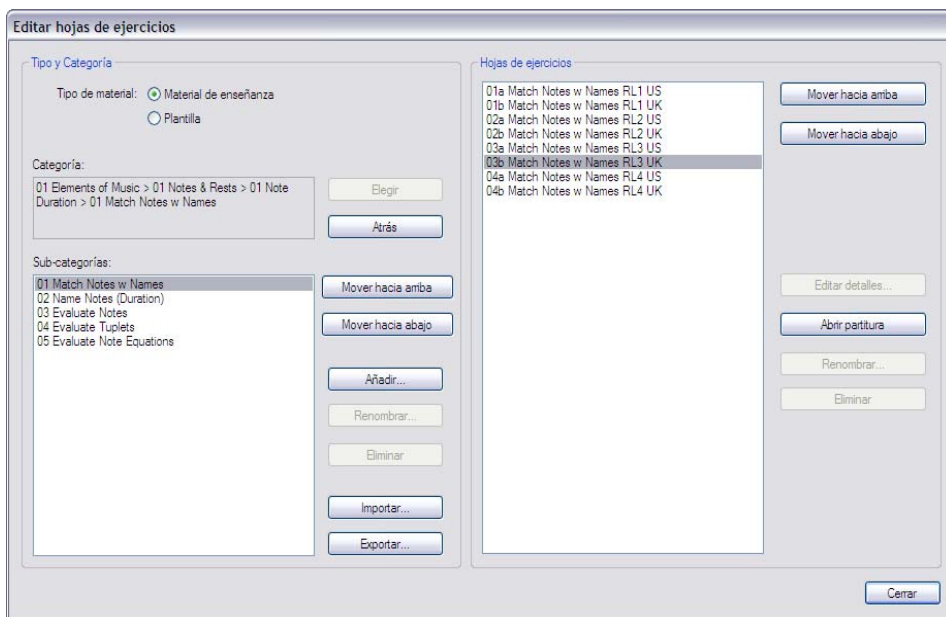 Editar hojas de ejercicios
Tipo y Categoría
Tipo de material:
Material de enseñanza
Plantilla
Categoría:
01 Elements of Music > 01 Notes & Rests > 01 Note
Duration > 01 Match Notes w Names
Elegir
Atrás
Sub-categorías:
01 Match Notes w Names
02 Name Notes (Duration)
03 Evaluate Notes
04 Evaluate Tuplets
05 Evaluate Note Equations
Mover hacia arriba
Mover hacia abajo
Añadir...
Renombrar...
Eliminar
Importar...
Exportar...
Hojas de ejercicios
01a Match Notes w Names RL1 US
01b Match Notes w Names RL1 UK
02a Match Notes w Names RL2 US
02b Match Notes w Names RL2 UK
03a Match Notes w Names RL3 US
03b Match Notes w Names RL3 UK
04a Match Notes w Names RL4 US
04b Match Notes w Names RL4 UK
Mover hacia arriba
Mover hacia abajo
Editar detalles...
Abrir partitura
Renombrar...
Eliminar
Cerrar